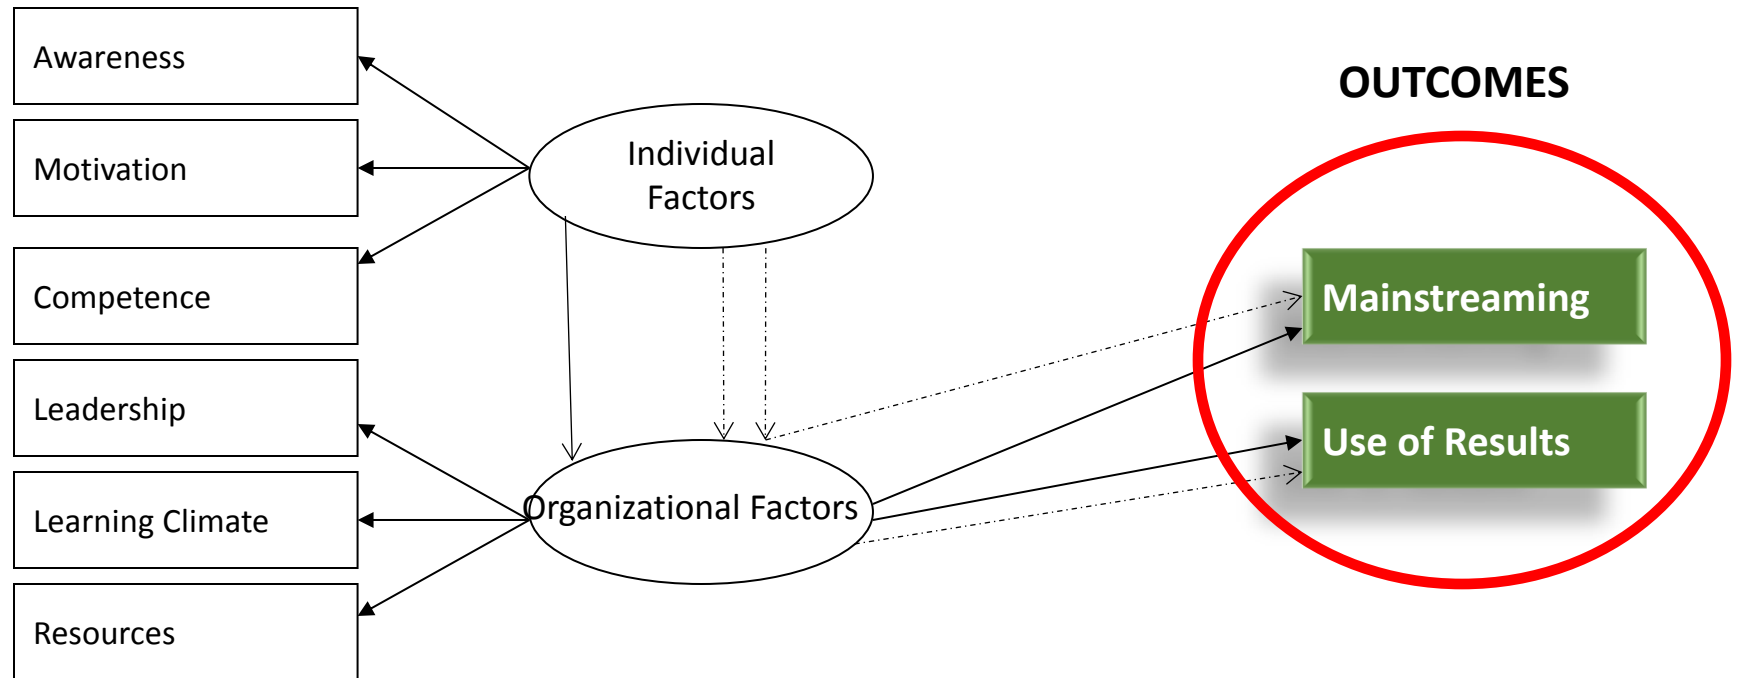 Awareness
Motivation
Competence
Leadership
Learning Climate
Resources
Individual
Factors
Organizational Factors
OUTCOMES
Mainstreaming
Use of Results